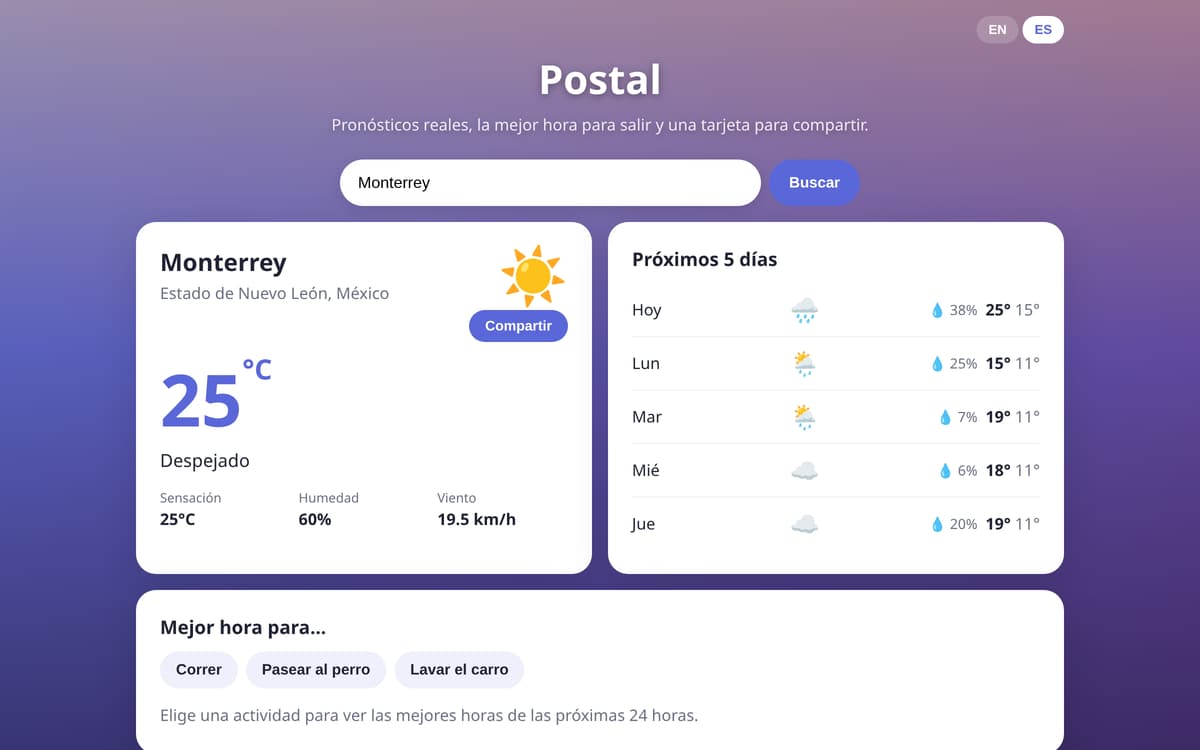 EN ES
Postal
Pronósticos reales, la mejor hora para salir y una tarjeta para compartir.
Monterrey Buscar
Monterrey
Estado de Nuevo León, México
Compartir
25°C
Despejado
Sensación Humedad Viento
25°C 60% 19.5 km/h
Próximos 5 días
Hoy 38% 25° 15°
Lun 25% 15° 11°
Mar 7% 19° 11°
Mié 6% 18° 11°
Jue 20% 19° 11°
Mejor hora para...
Correr Pasear al perro Lavar el carro
Elige una actividad para ver las mejores horas de las próximas 24 horas.